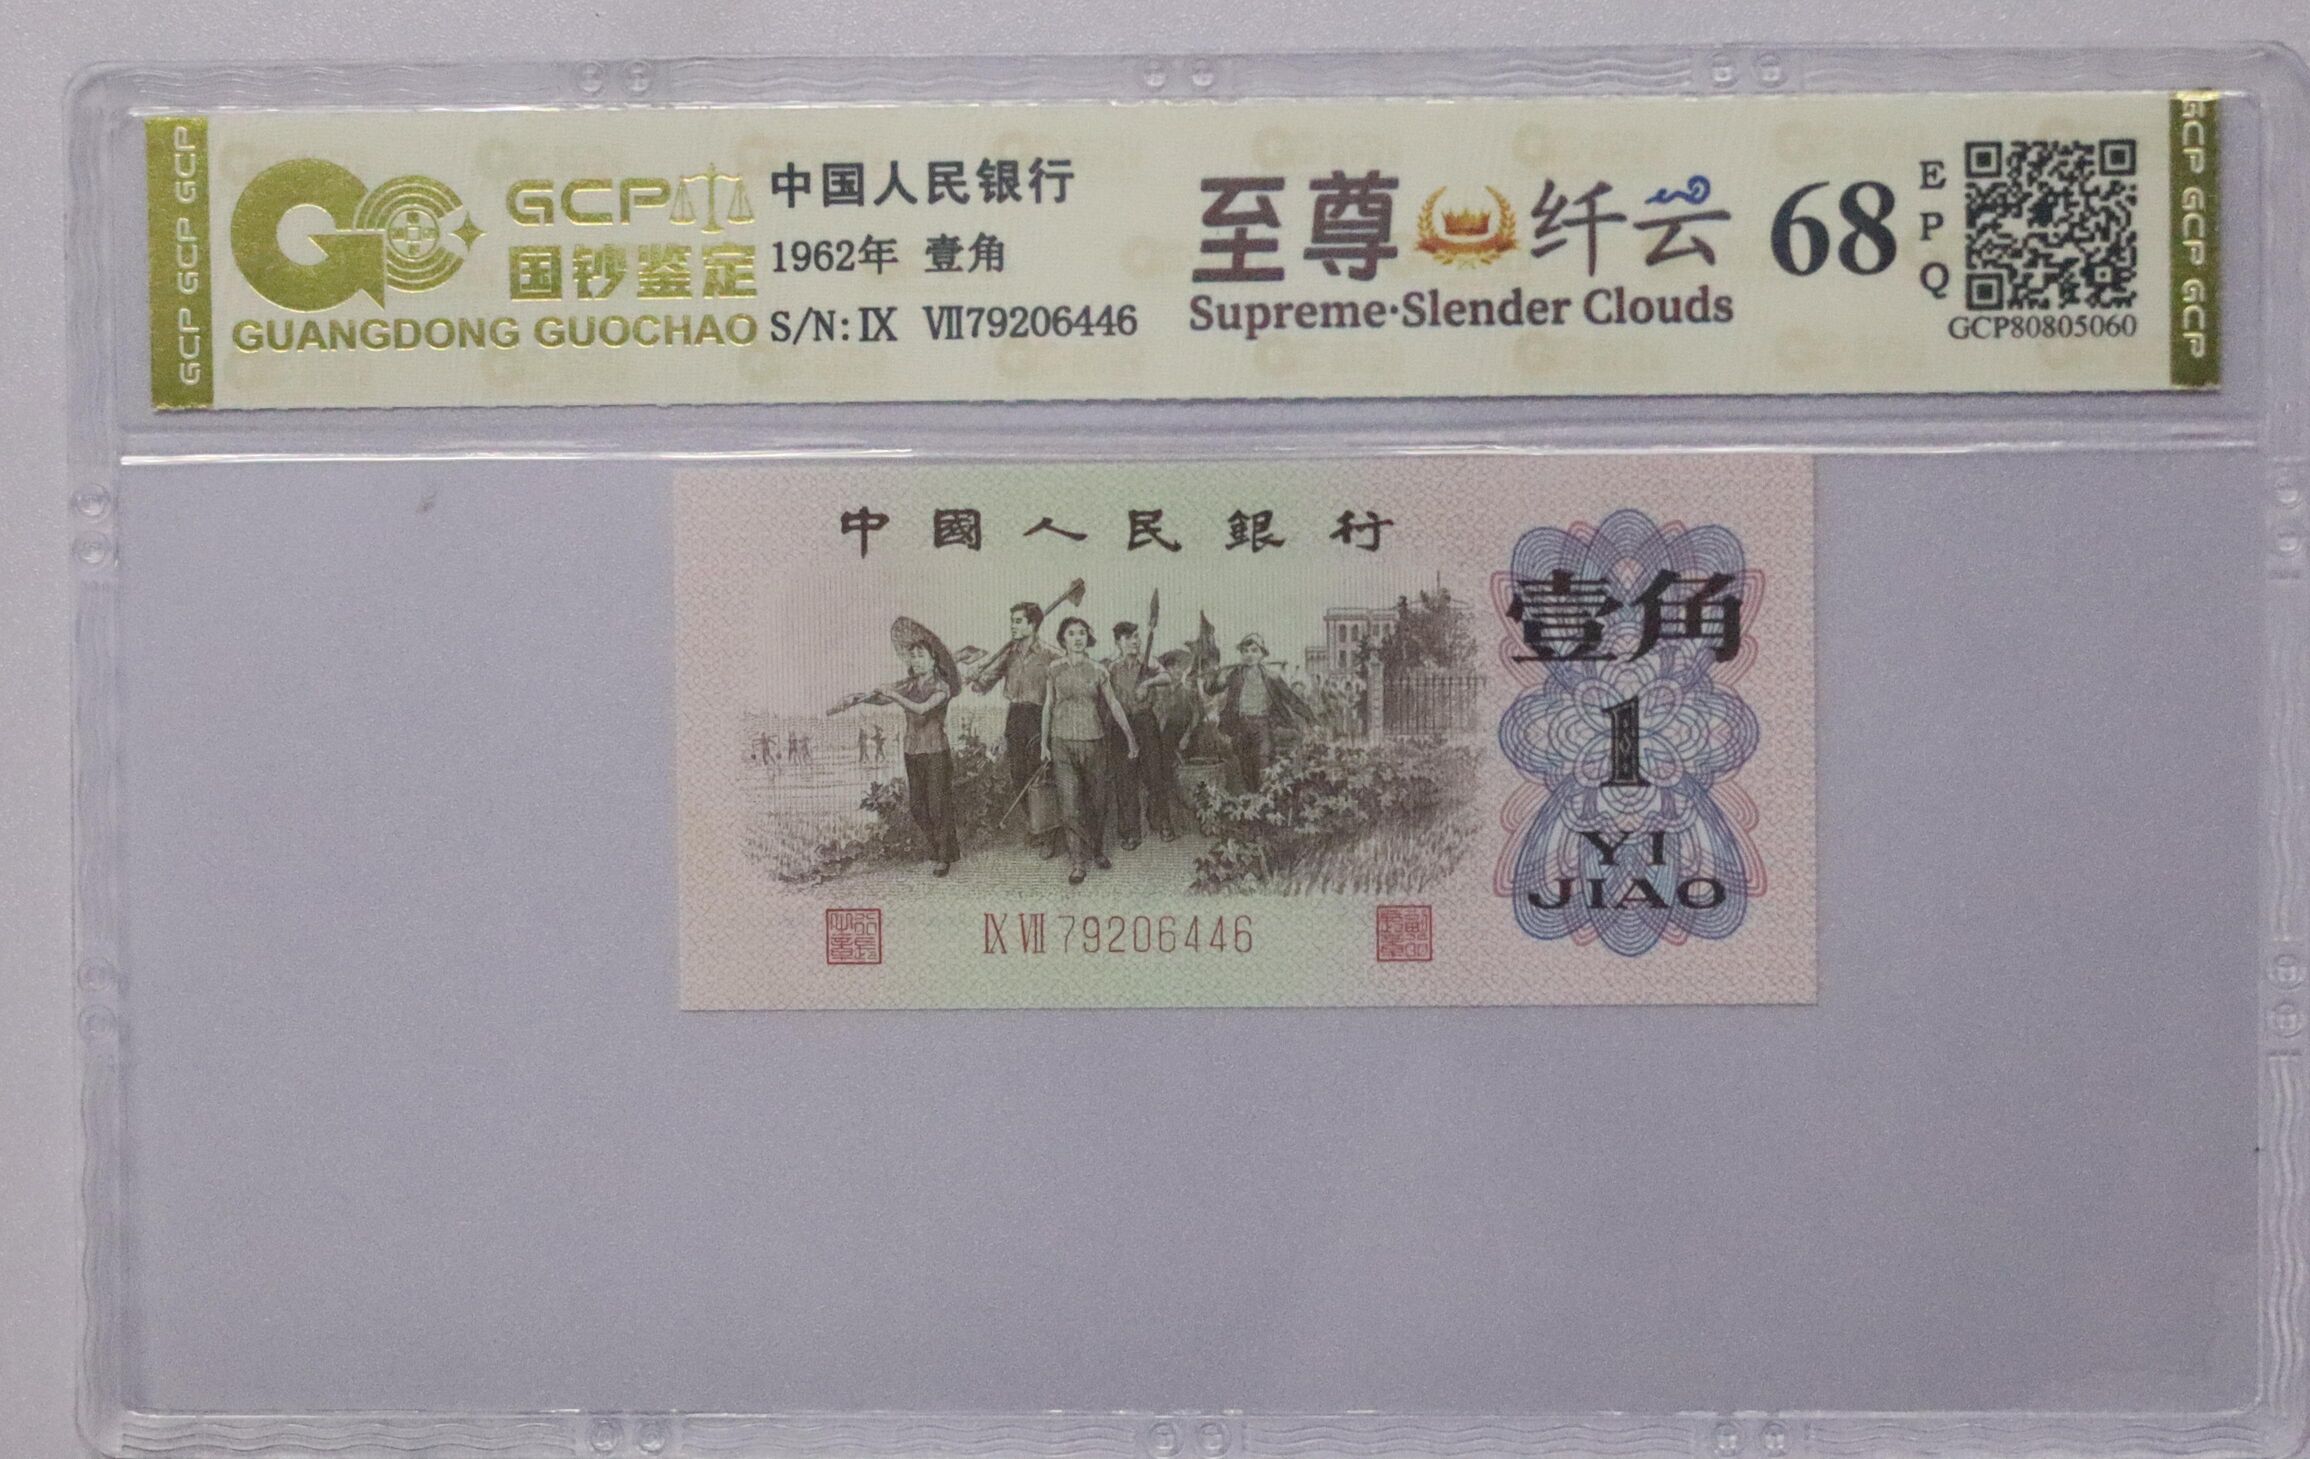 GCP GCP GCP
GCP
国钞鉴定
GUANGDONG GUOCHAO
中国人民银行
1962年 壹角
S/N: Ⅸ Ⅶ79206446
至尊 纤云
Supreme·Slender Clouds
68
EPQ
GCP80805060
GCP GCP GCP
中國人民銀行
壹角
1
YI
JIAO
Ⅸ Ⅶ 79206446